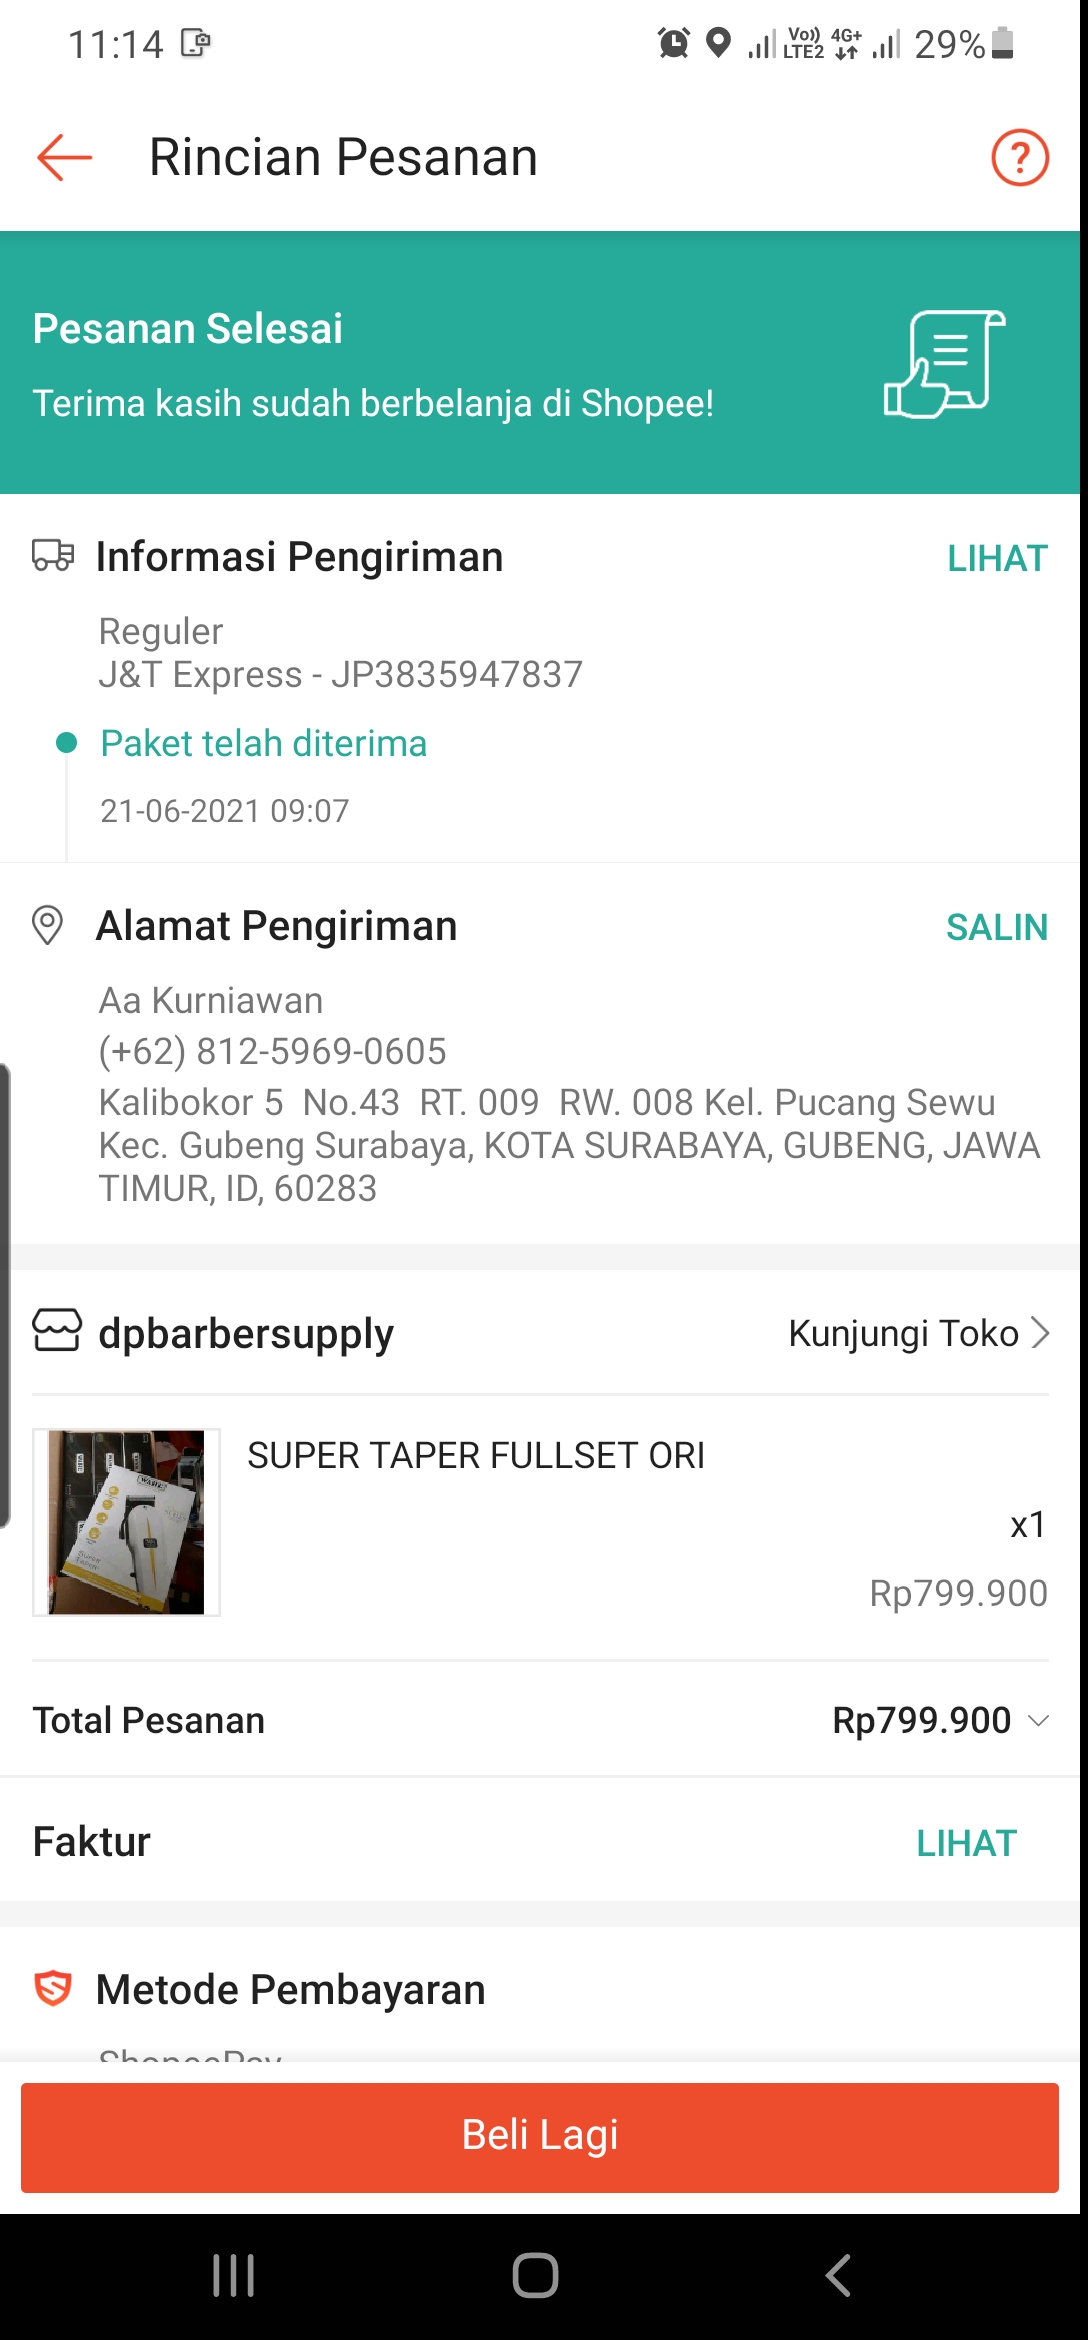 11:14
Vo)) LTE2 4G+ 29%
Rincian Pesanan
?
Pesanan Selesai
Terima kasih sudah berbelanja di Shopee!
Informasi Pengiriman LIHAT
Reguler
J&T Express - JP3835947837
Paket telah diterima
21-06-2021 09:07
Alamat Pengiriman SALIN
Aa Kurniawan
(+62) 812-5969-0605
Kalibokor 5 No.43 RT. 009 RW. 008 Kel. Pucang Sewu
Kec. Gubeng Surabaya, KOTA SURABAYA, GUBENG, JAWA
TIMUR, ID, 60283
dpbarbersupply Kunjungi Toko
SUPER TAPER FULLSET ORI
WAHL
Super
Taper
x1
Rp799.900
Total Pesanan Rp799.900
Faktur LIHAT
Metode Pembayaran
ShopeePay
Beli Lagi